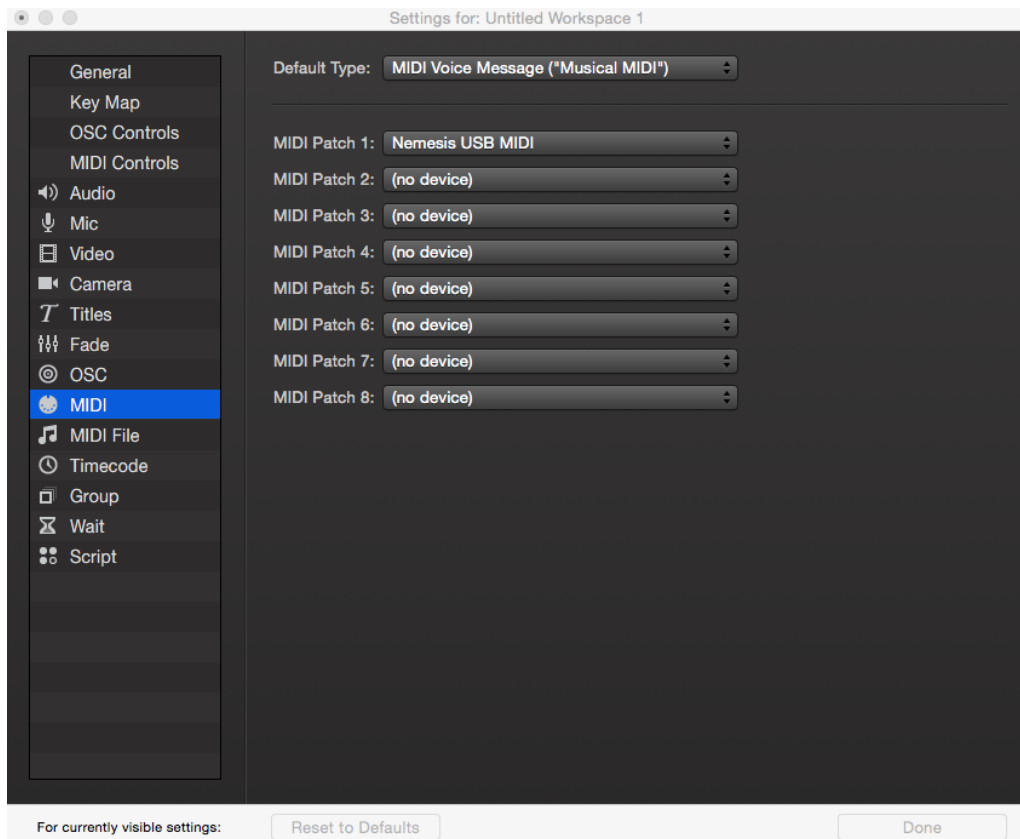 Settings for: Untitled Workspace 1
General
Key Map
OSC Controls
MIDI Controls
Audio
Mic
Video
Camera
Titles
Fade
OSC
MIDI
MIDI File
Timecode
Group
Wait
Script
Default Type: MIDI Voice Message ("Musical MIDI")
MIDI Patch 1: Nemesis USB MIDI
MIDI Patch 2: (no device)
MIDI Patch 3: (no device)
MIDI Patch 4: (no device)
MIDI Patch 5: (no device)
MIDI Patch 6: (no device)
MIDI Patch 7: (no device)
MIDI Patch 8: (no device)
For currently visible settings: Reset to Defaults Done